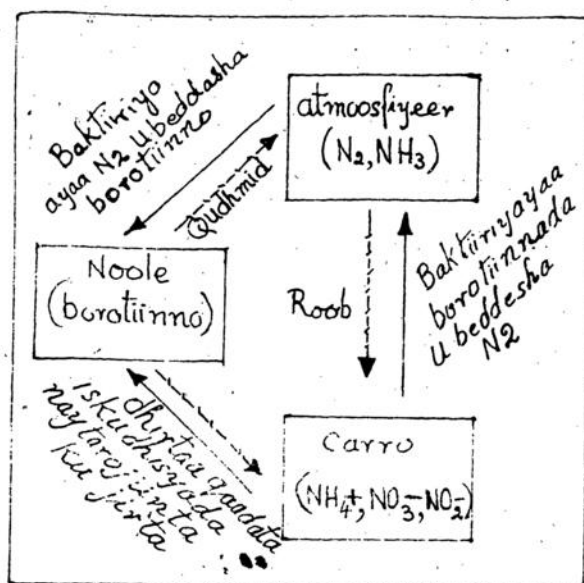 Baktiiriyo
ayaa N2 u beddasha
borotiinno
Qudhmid
atmoosfiyeer
(N₂, NH₃)
Noole
(borotiinno)
Roob
Baktiiriyayaa
borotiinnada
u beddesha
N2
Carro
(NH₄⁺, NO₃⁻, NO₂⁻)
dhirtaa qaadata
iskudhisyada
naytarojiinta
ku jirta